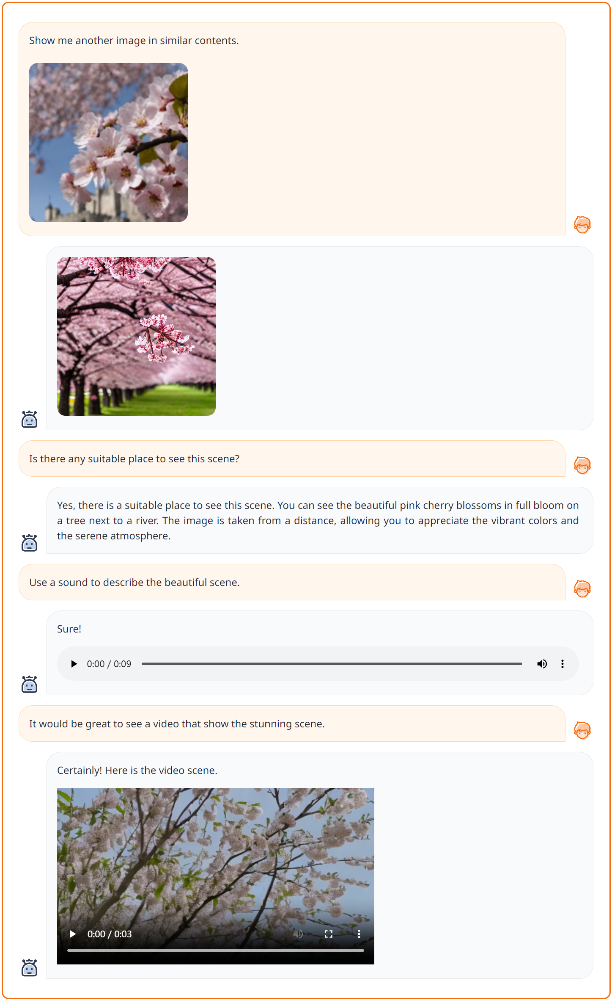 Show me another image in similar contents.
Is there any suitable place to see this scene?
Yes, there is a suitable place to see this scene. You can see the beautiful pink cherry blossoms in full bloom on
a tree next to a river. The image is taken from a distance, allowing you to appreciate the vibrant colors and
the serene atmosphere.
Use a sound to describe the beautiful scene.
Sure!
0:00 / 0:09
It would be great to see a video that show the stunning scene.
Certainly! Here is the video scene.
0:00 / 0:03